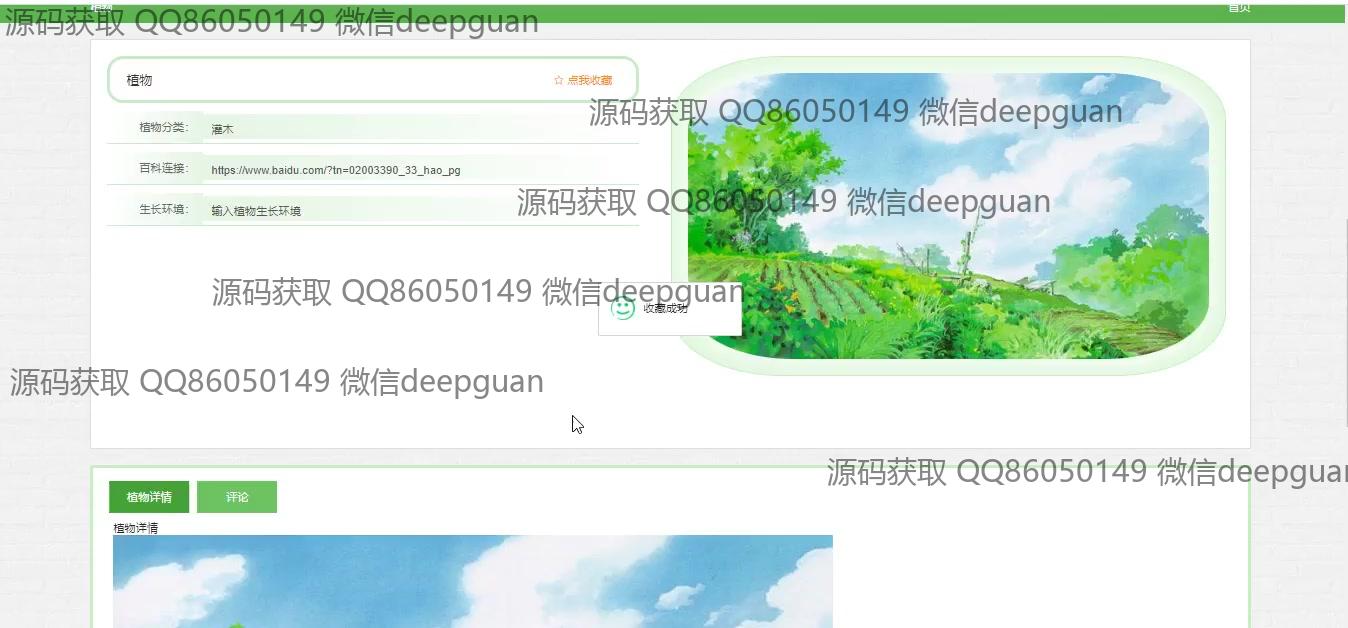 植物
首页
源码获取 QQ86050149 微信deepguan
植物
☆ 点我收藏
源码获取 QQ86050149 微信deepguan
植物分类：
灌木
百科连接：
https://www.baidu.com/?tn=02003390_33_hao_pg
源码获取 QQ86050149 微信deepguan
生长环境：
输入植物生长环境
源码获取 QQ86050149 微信deepguan
收藏成功
源码获取 QQ86050149 微信deepguan
源码获取 QQ86050149 微信deepguan
植物详情
评论
植物详情